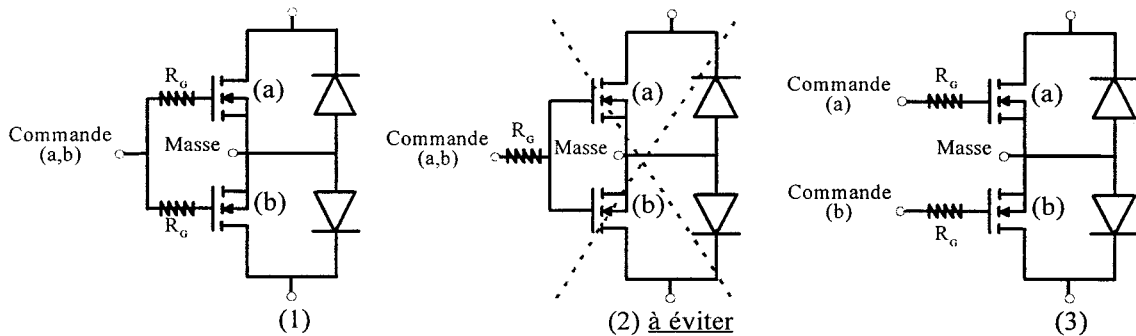 R_G
(a)
Commande
(a,b)
Masse
(b)
R_G
(1)
(a)
Commande
(a,b)
R_G
Masse
(b)
(2) à éviter
Commande
(a)
R_G
(a)
Masse
Commande
(b)
(b)
R_G
(3)